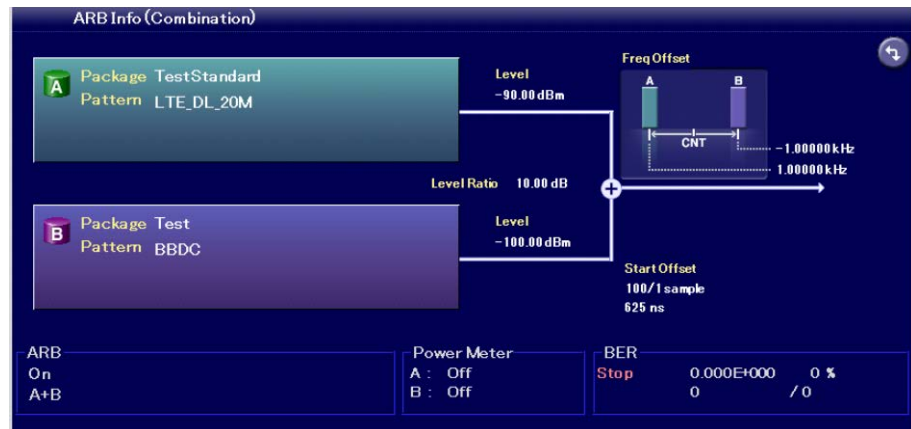 ARB Info(Combination)
A
Package TestStandard
Pattern LTE_DL_20M
Level
-90.00 dBm
Freq Offset
A B
CNT
-1.00000 kHz
1.00000 kHz
Level Ratio 10.00 dB
B
Package Test
Pattern BBDC
Level
-100.00 dBm
Start Offset
100/1 sample
625 ns
ARB
On
A+B
Power Meter
A : Off
B : Off
BER
Stop 0.000E+000 0 %
0 / 0